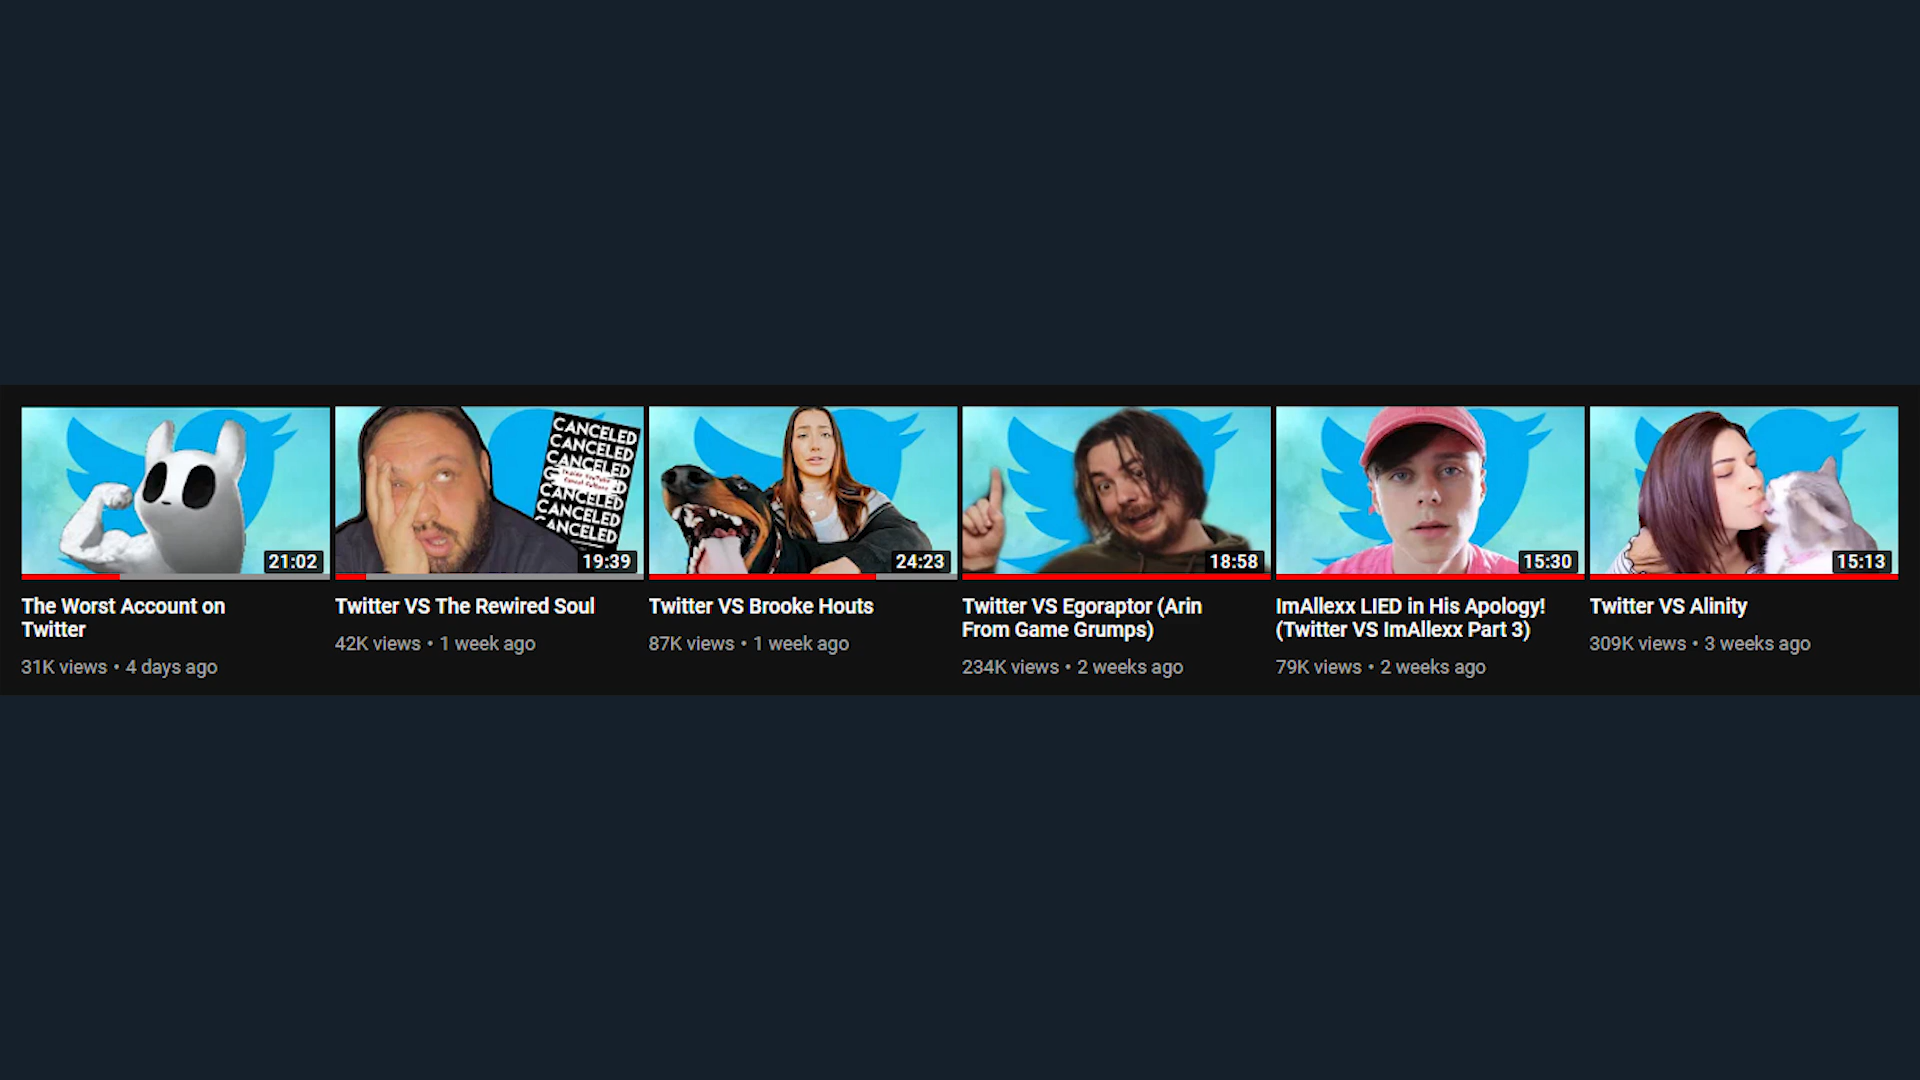 CANCELED
CANCELED
CANCELED
CANCELED
CANCELED
CANCELED
21:02
19:39
24:23
18:58
15:30
15:13
The Worst Account on
Twitter
31K views • 4 days ago
Twitter VS The Rewired Soul
42K views • 1 week ago
Twitter VS Brooke Houts
87K views • 1 week ago
Twitter VS Egoraptor (Arin
From Game Grumps)
234K views • 2 weeks ago
ImAllexx LIED in His Apology!
(Twitter VS ImAllexx Part 3)
79K views • 2 weeks ago
Twitter VS Alinity
309K views • 3 weeks ago